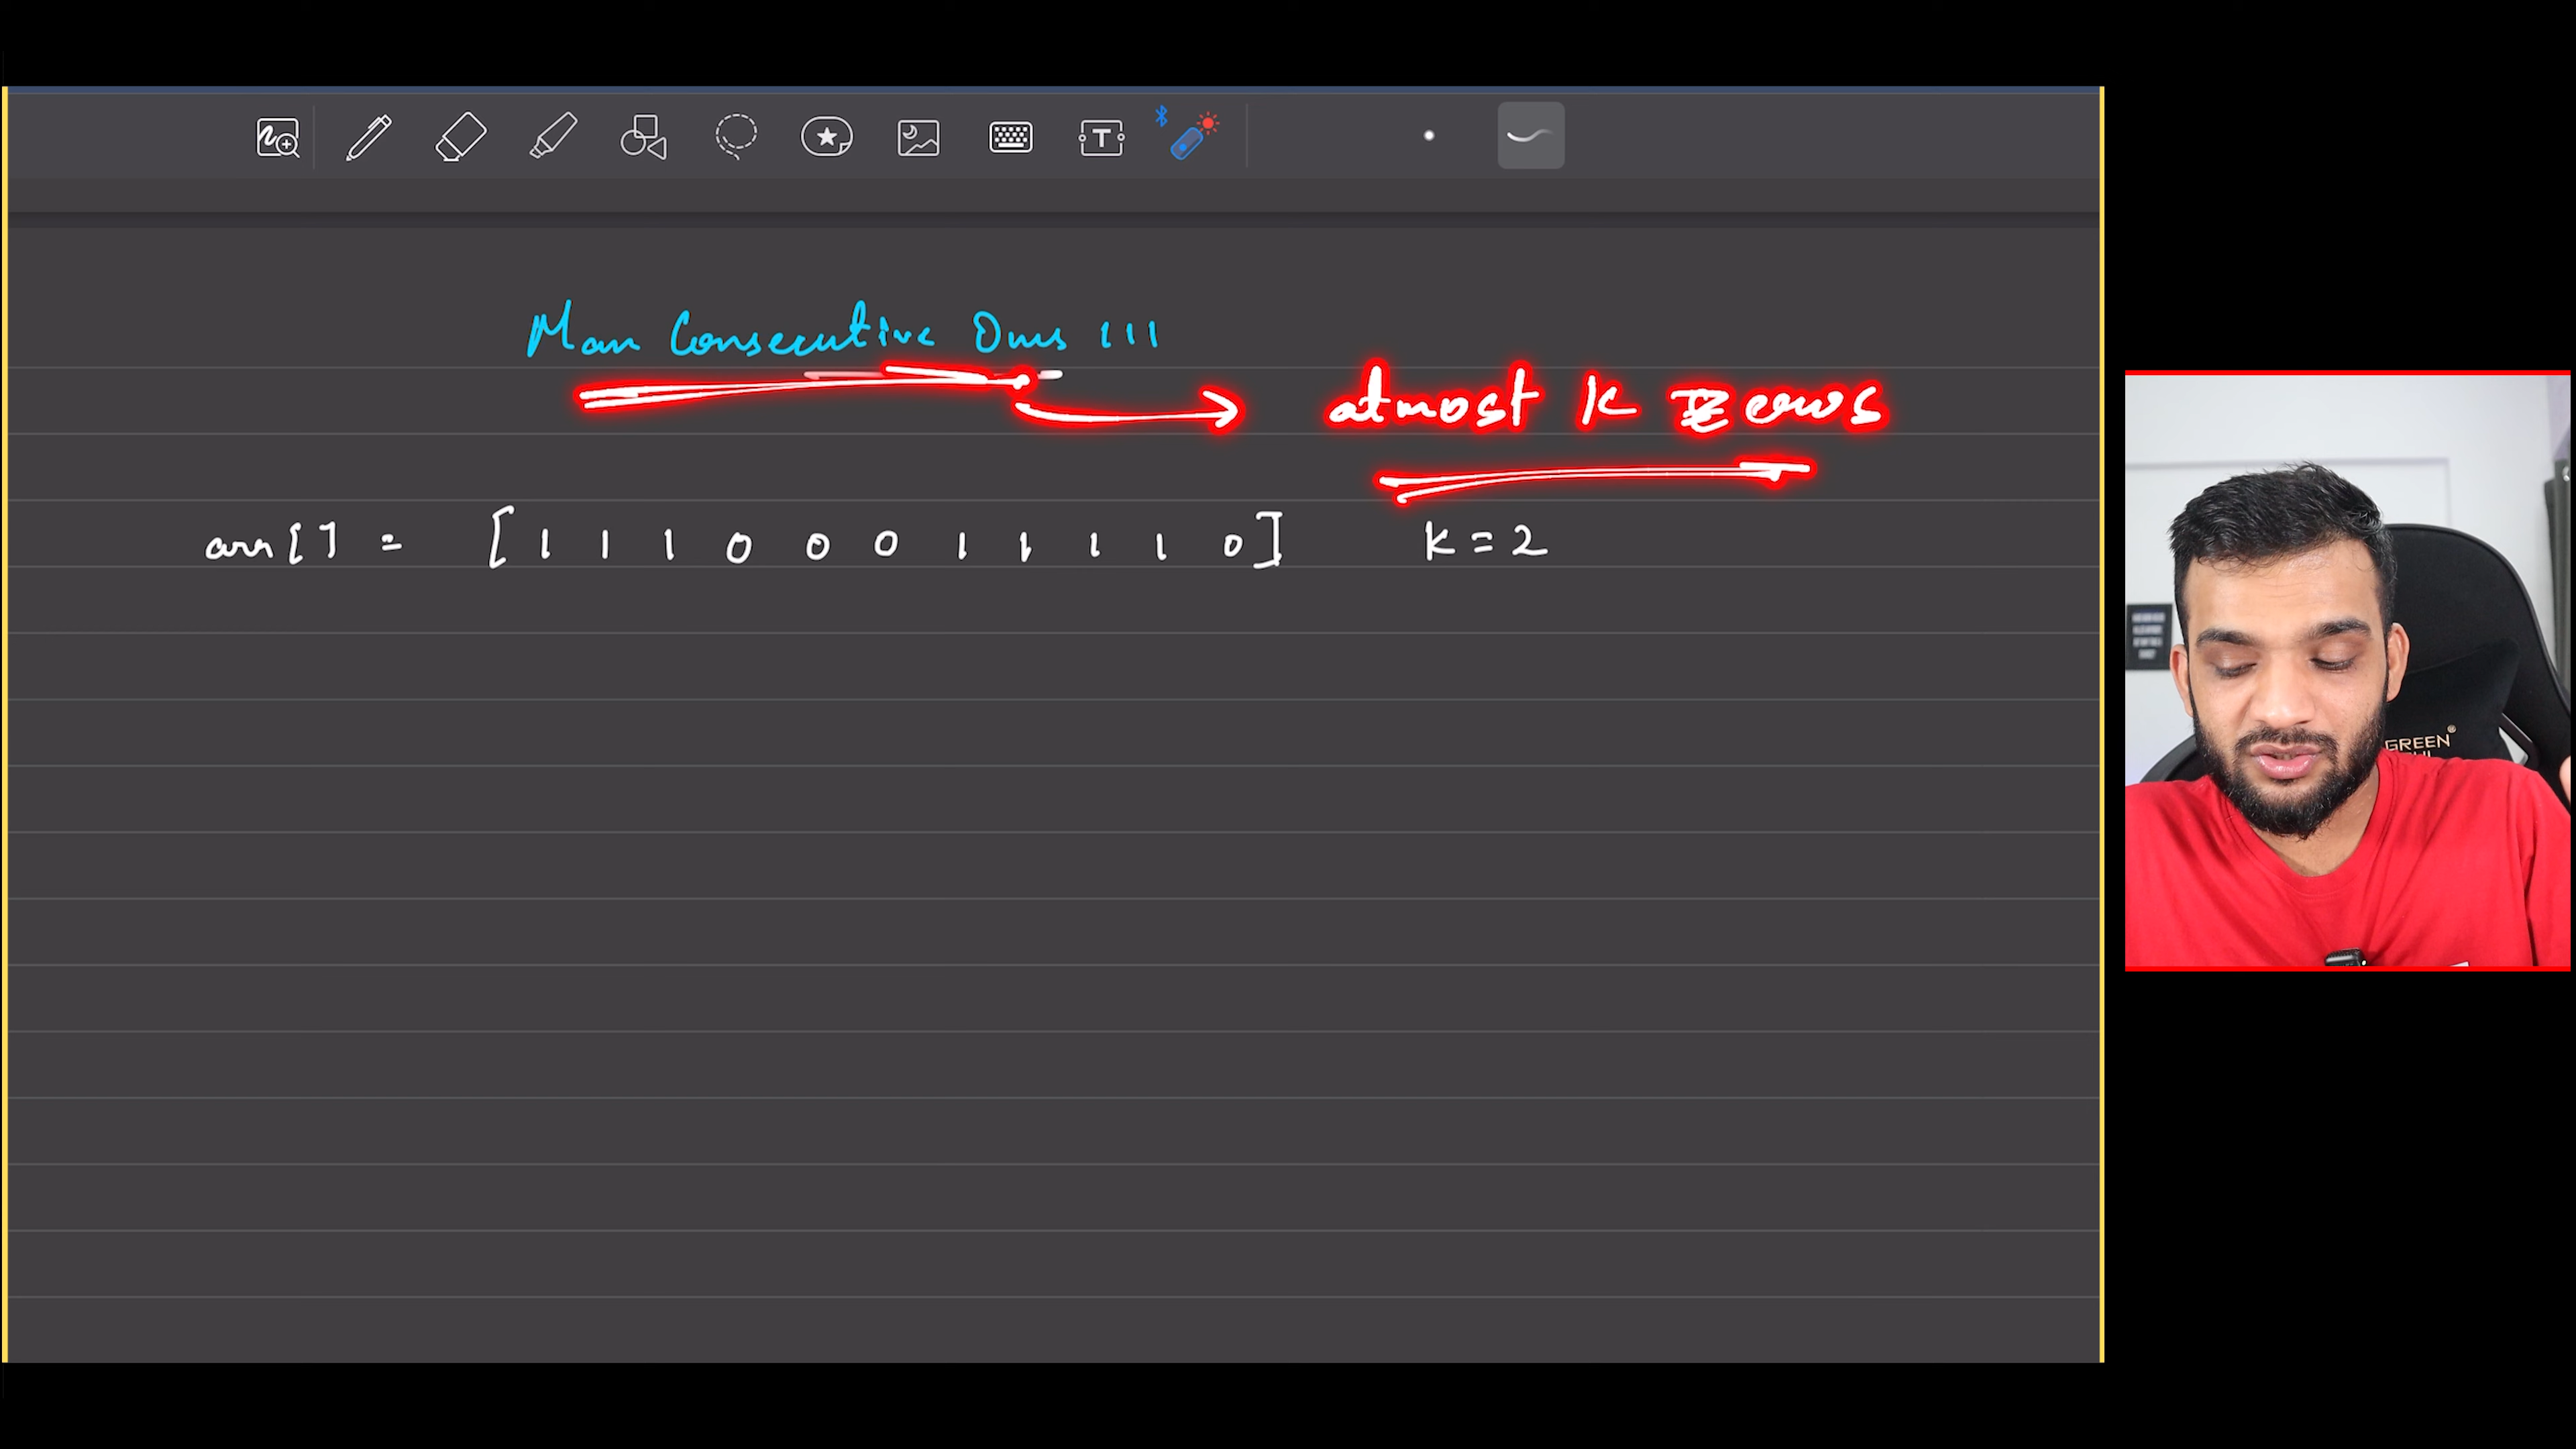 Max Consecutive Ones III
atmost K zeros
arr[] = [1 1 1 0 0 0 1 1 1 1 0] K = 2
GREEN
T